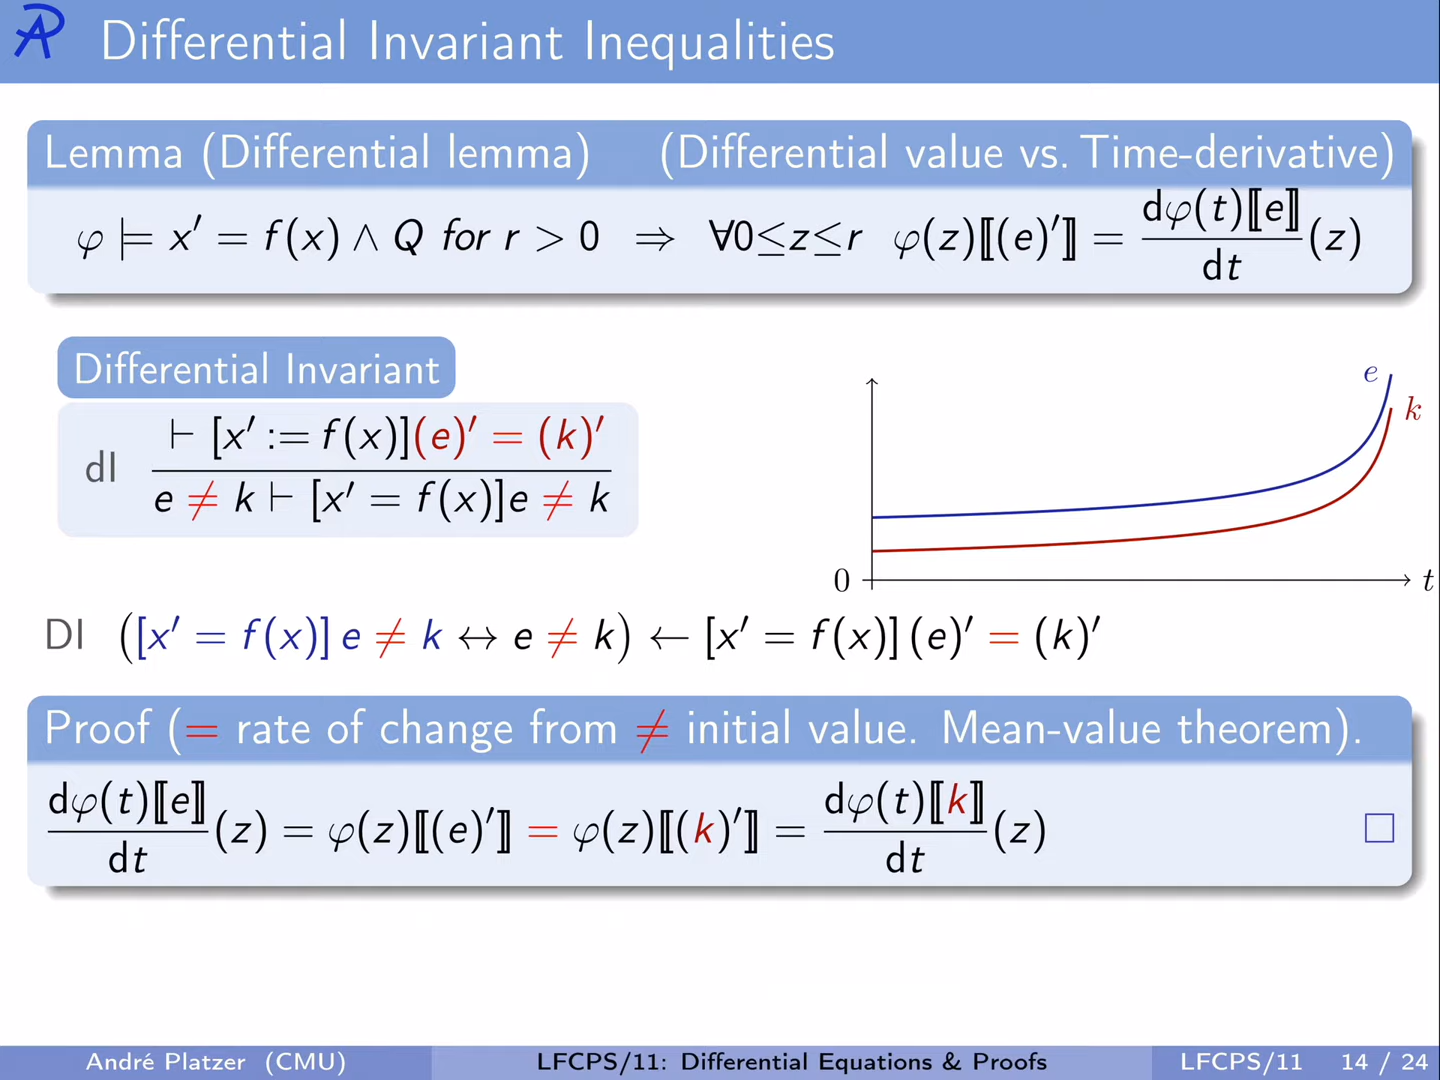 Differential Invariant Inequalities
Lemma (Differential lemma) (Differential value vs. Time-derivative)
φ ⊨ x′ = f(x) ∧ Q for r > 0 ⇒ ∀0≤z≤r φ(z)⟦(e)′⟧ = dφ(t)⟦e⟧/dt (z)
Differential Invariant
dI
⊢ [x′ := f(x)](e)′ = (k)′
e ≠ k ⊢ [x′ = f(x)]e ≠ k
e
k
0
t
DI ([x′ = f(x)] e ≠ k ↔ e ≠ k) ← [x′ = f(x)] (e)′ = (k)′
Proof (= rate of change from ≠ initial value. Mean-value theorem).
dφ(t)⟦e⟧/dt (z) = φ(z)⟦(e)′⟧ = φ(z)⟦(k)′⟧ = dφ(t)⟦k⟧/dt (z) □
André Platzer (CMU) LFCPS/11: Differential Equations & Proofs LFCPS/11 14 / 24